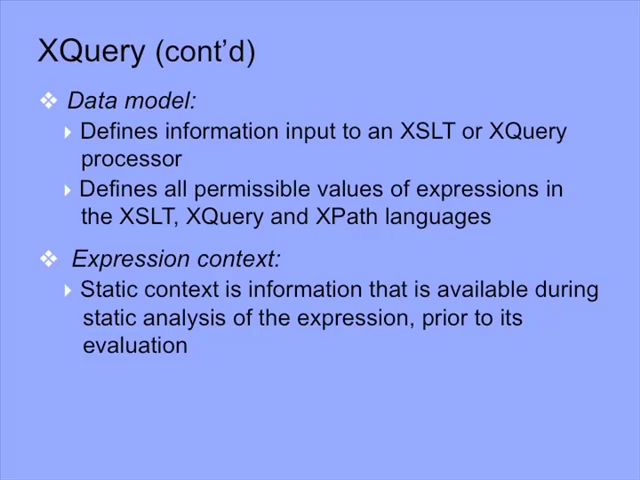 XQuery (cont’d)
Data model:
Defines information input to an XSLT or XQuery
processor
Defines all permissible values of expressions in
the XSLT, XQuery and XPath languages
Expression context:
Static context is information that is available during
static analysis of the expression, prior to its
evaluation